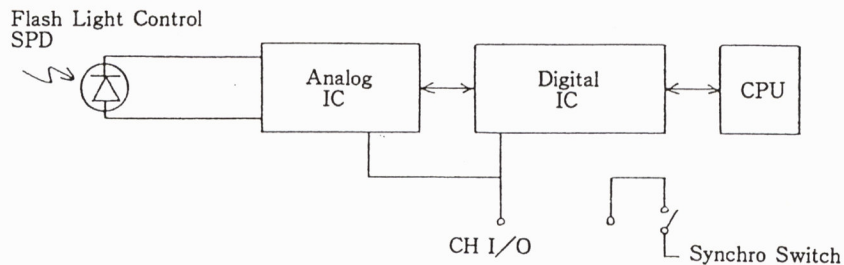 Flash Light Control
SPD
Analog
IC
Digital
IC
CPU
CH I/O
Synchro Switch